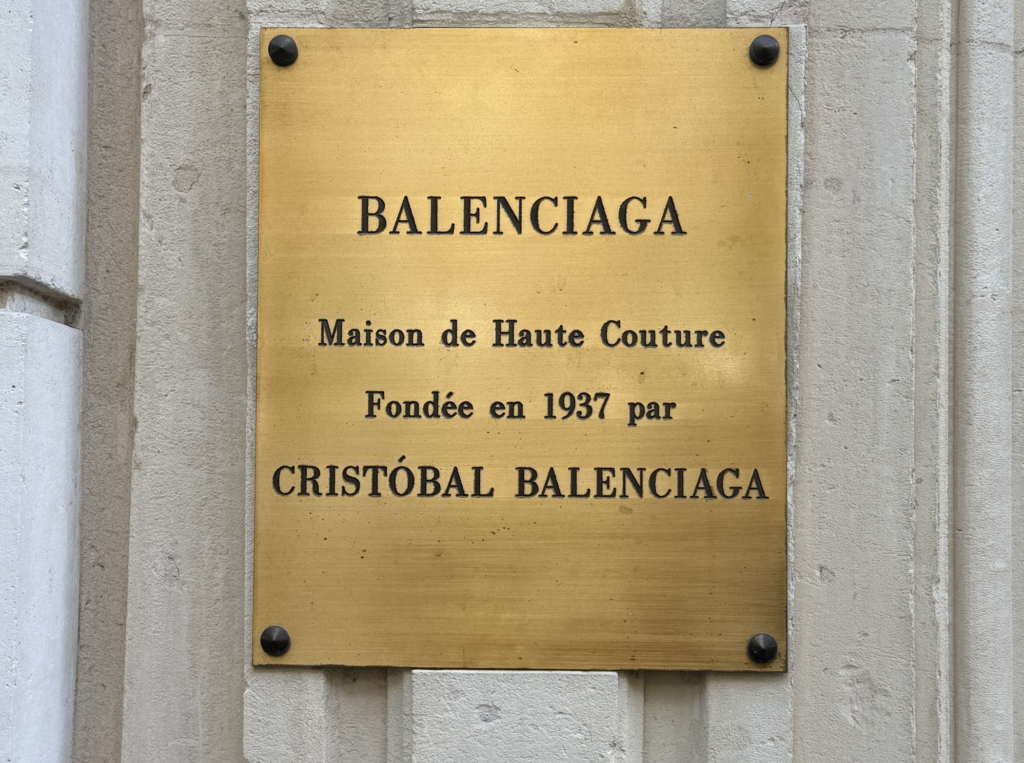 BALENCIAGA
Maison de Haute Couture
Fondée en 1937 par
CRISTÓBAL BALENCIAGA